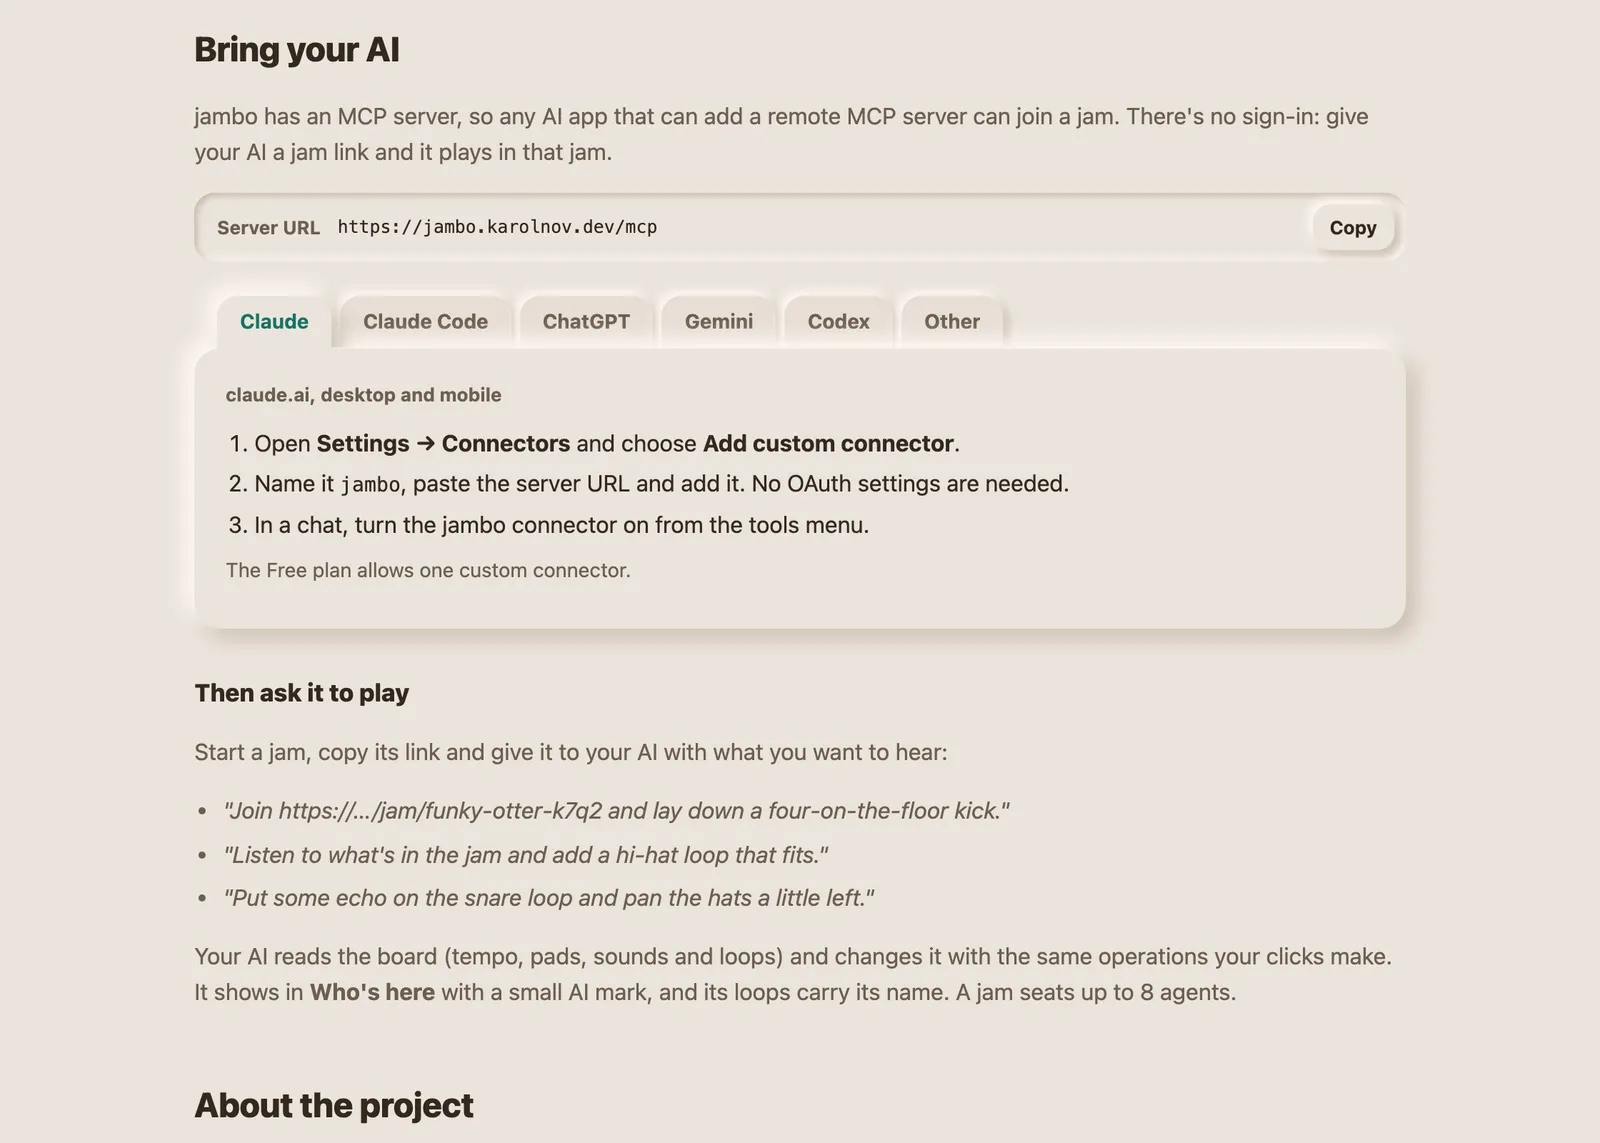 Bring your AI
jambo has an MCP server, so any AI app that can add a remote MCP server can join a jam. There's no sign-in: give
your AI a jam link and it plays in that jam.
Server URL https://jambo.karolnov.dev/mcp Copy
Claude Claude Code ChatGPT Gemini Codex Other
claude.ai, desktop and mobile
1. Open Settings → Connectors and choose Add custom connector.
2. Name it jambo, paste the server URL and add it. No OAuth settings are needed.
3. In a chat, turn the jambo connector on from the tools menu.
The Free plan allows one custom connector.
Then ask it to play
Start a jam, copy its link and give it to your AI with what you want to hear:
• "Join https://.../jam/funky-otter-k7q2 and lay down a four-on-the-floor kick."
• "Listen to what's in the jam and add a hi-hat loop that fits."
• "Put some echo on the snare loop and pan the hats a little left."
Your AI reads the board (tempo, pads, sounds and loops) and changes it with the same operations your clicks make.
It shows in Who's here with a small AI mark, and its loops carry its name. A jam seats up to 8 agents.
About the project